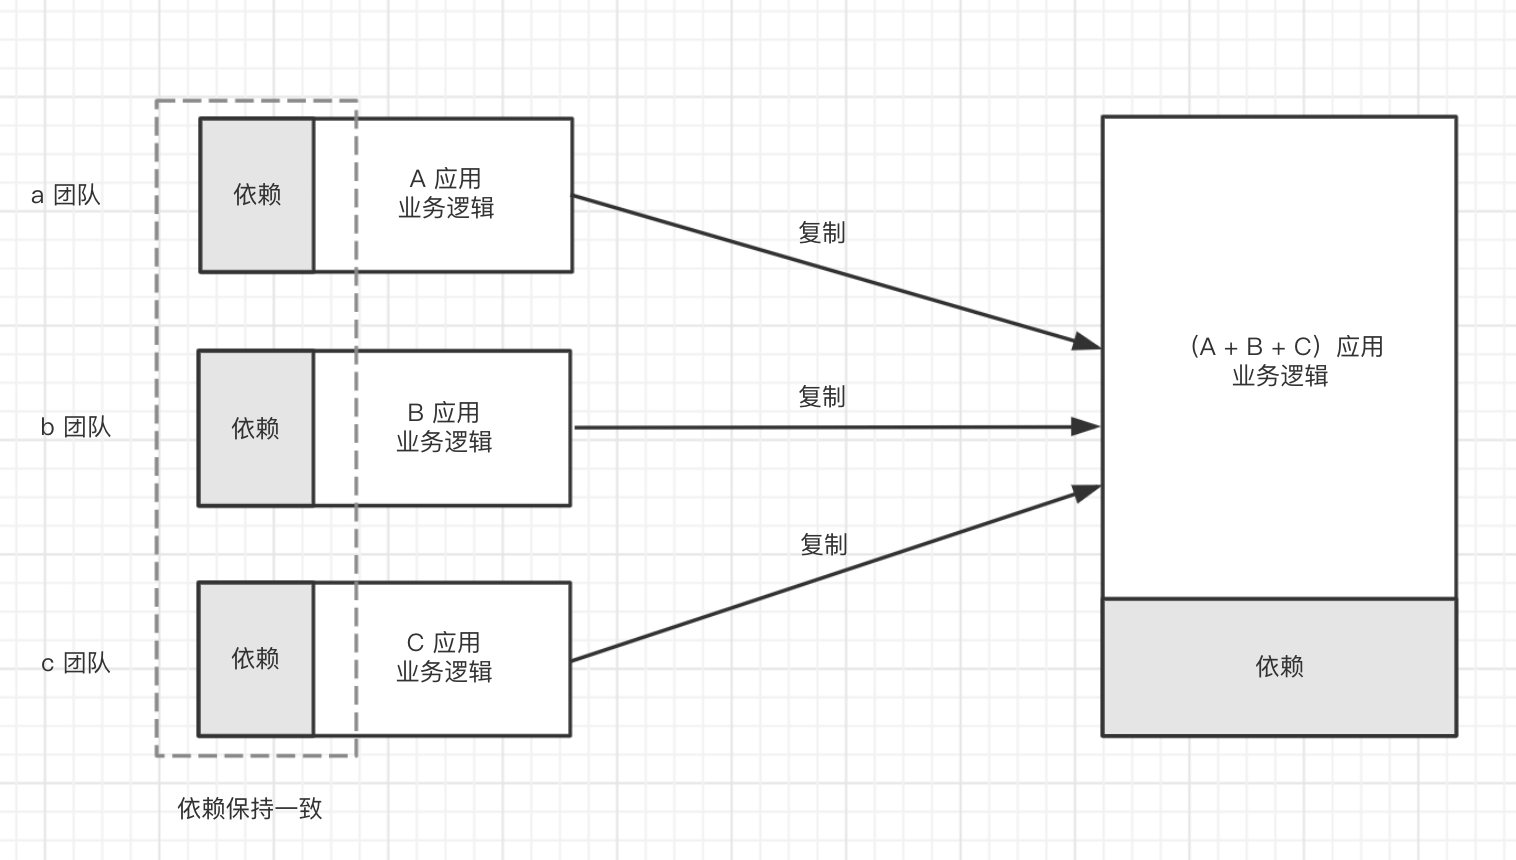 a 团队
依赖
A 应用
业务逻辑
复制
b 团队
依赖
B 应用
业务逻辑
复制
c 团队
依赖
C 应用
业务逻辑
复制
（A + B + C）应用
业务逻辑
依赖
依赖保持一致